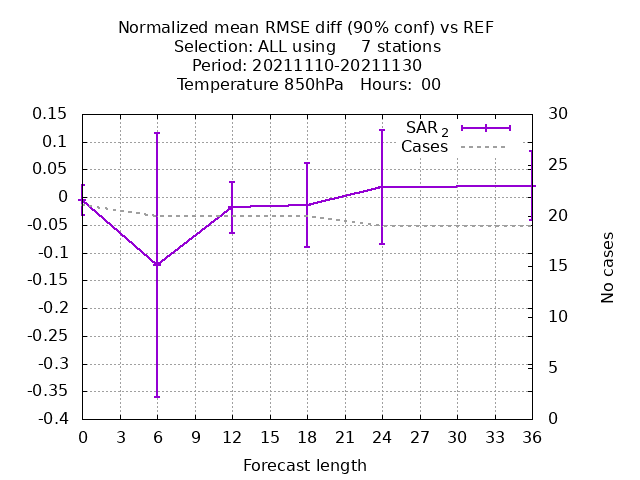 Normalized mean RMSE diff (90% conf) vs REF
Selection: ALL using     7 stations
Period: 20211110-20211130
Temperature 850hPa   Hours:  00
0.15
0.1
0.05
0
-0.05
-0.1
-0.15
-0.2
-0.25
-0.3
-0.35
-0.4
SAR 2
Cases
30
25
20
15
10
5
0
No cases
0 3 6 9 12 15 18 21 24 27 30 33 36
Forecast length